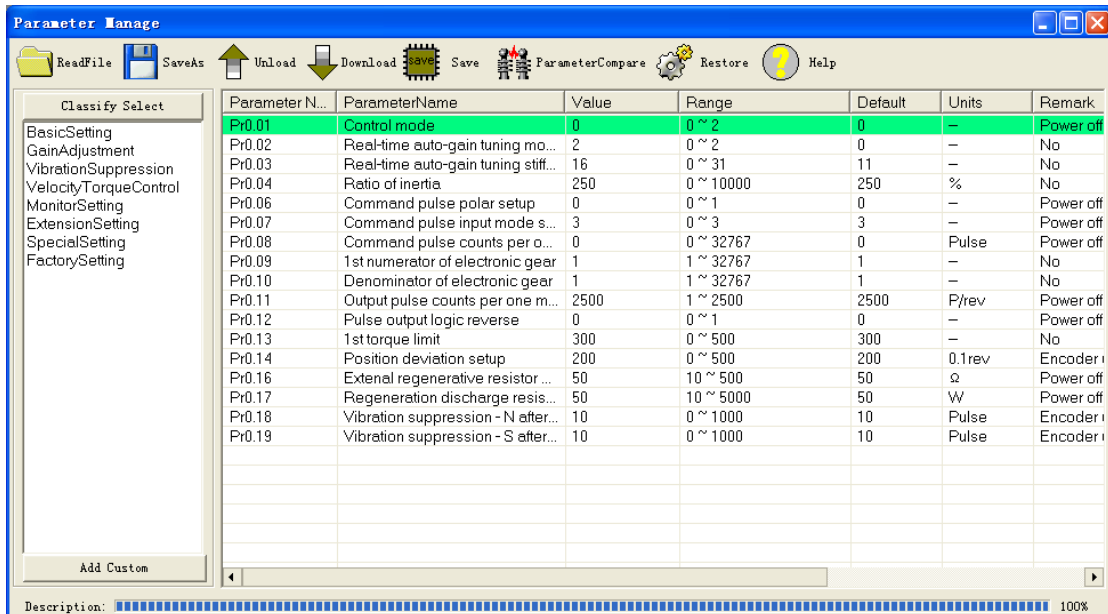 Parameter Manage
ReadFile SaveAs Unload Download save Save ParameterCompare Restore Help
Classify Select
BasicSetting
GainAdjustment
VibrationSuppression
VelocityTorqueControl
MonitorSetting
ExtensionSetting
SpecialSetting
FactorySetting
Add Custom
Parameter N... ParameterName Value Range Default Units Remark
Pr0.01 Control mode 0 0 ~ 2 0 — Power off
Pr0.02 Real-time auto-gain tuning mo... 2 0 ~ 2 0 — No
Pr0.03 Real-time auto-gain tuning stiff... 16 0 ~ 31 11 — No
Pr0.04 Ratio of inertia 250 0 ~ 10000 250 % No
Pr0.06 Command pulse polar setup 0 0 ~ 1 0 — Power off
Pr0.07 Command pulse input mode s... 3 0 ~ 3 3 — Power off
Pr0.08 Command pulse counts per o... 0 0 ~ 32767 0 Pulse Power off
Pr0.09 1st numerator of electronic gear 1 1 ~ 32767 1 — No
Pr0.10 Denominator of electronic gear 1 1 ~ 32767 1 — No
Pr0.11 Output pulse counts per one m... 2500 1 ~ 2500 2500 P/rev Power off
Pr0.12 Pulse output logic reverse 0 0 ~ 1 0 — Power off
Pr0.13 1st torque limit 300 0 ~ 500 300 — No
Pr0.14 Position deviation setup 200 0 ~ 500 200 0.1rev Encoder
Pr0.16 Extenal regenerative resistor ... 50 10 ~ 500 50 Ω Power off
Pr0.17 Regeneration discharge resis... 50 10 ~ 5000 50 W Power off
Pr0.18 Vibration suppression - N after... 10 0 ~ 1000 10 Pulse Encoder
Pr0.19 Vibration suppression - S after... 10 0 ~ 1000 10 Pulse Encoder
Description: 100%